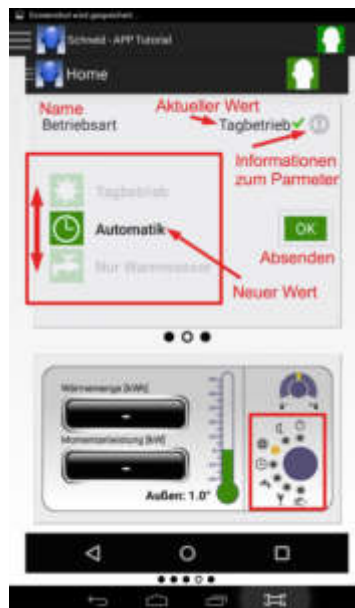 Screenshot wird gespeichert...
Schneid - APP Tutorial
Home
Name
Aktueller Wert
Betriebsart
Tagbetrieb
Informationen
zum Parmeter
Tagbetrieb
Automatik
OK
Nur Warmwasser
Absenden
Neuer Wert
Wärmemenge [kWh]
-
Momentanleistung [kW]
-
Außen: 1.0°